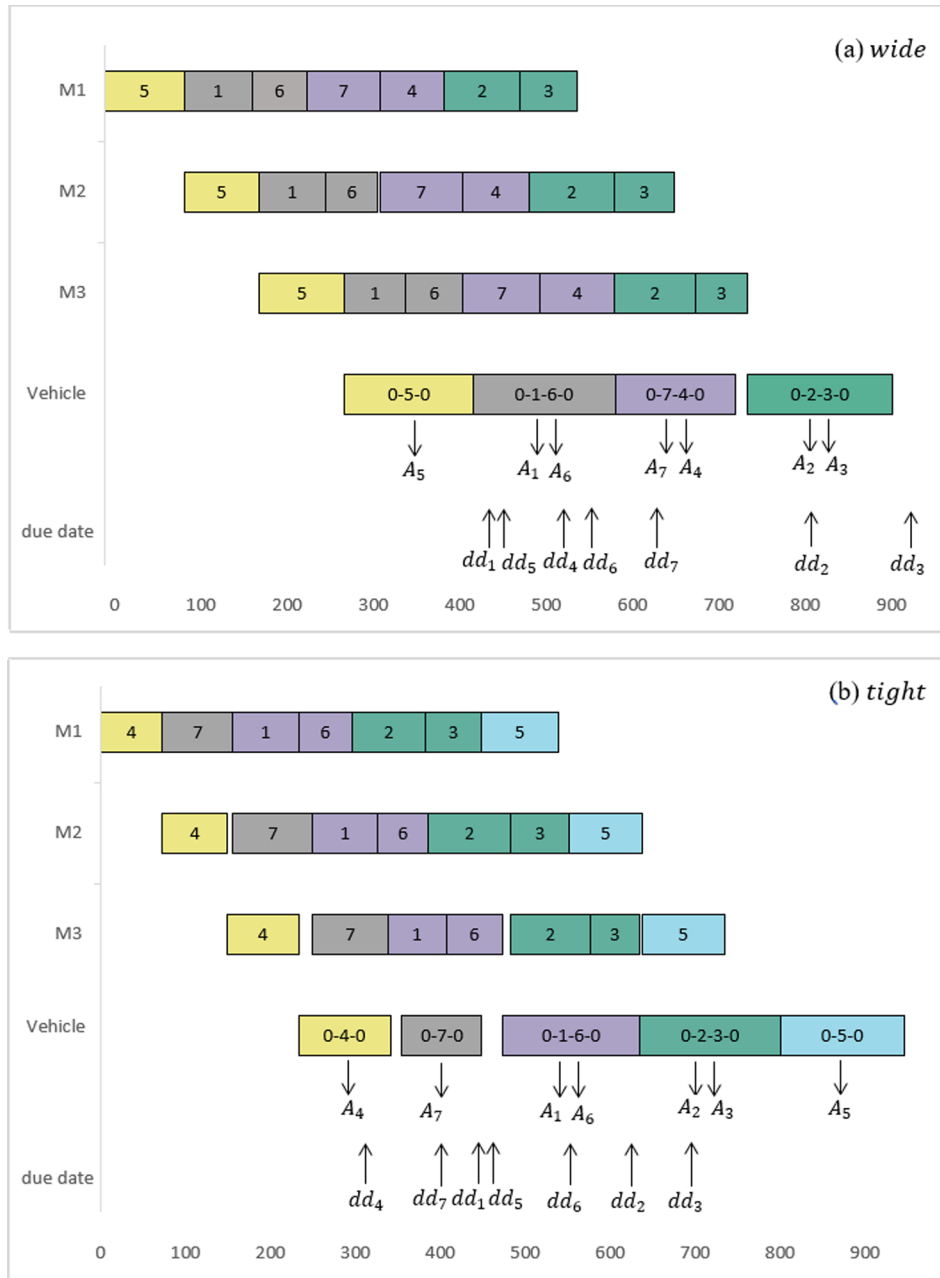 (a) wide
M1 5 1 6 7 4 2 3
M2 5 1 6 7 4 2 3
M3 5 1 6 7 4 2 3
Vehicle 0-5-0 0-1-6-0 0-7-4-0 0-2-3-0
A₅ A₁ A₆ A₇ A₄ A₂ A₃
due date
dd₁ dd₅ dd₄ dd₆ dd₇ dd₂ dd₃
0 100 200 300 400 500 600 700 800 900
(b) tight
M1 4 7 1 6 2 3 5
M2 4 7 1 6 2 3 5
M3 4 7 1 6 2 3 5
Vehicle 0-4-0 0-7-0 0-1-6-0 0-2-3-0 0-5-0
A₄ A₇ A₁ A₆ A₂ A₃ A₅
due date
dd₄ dd₇ dd₁ dd₅ dd₆ dd₂ dd₃
0 100 200 300 400 500 600 700 800 900